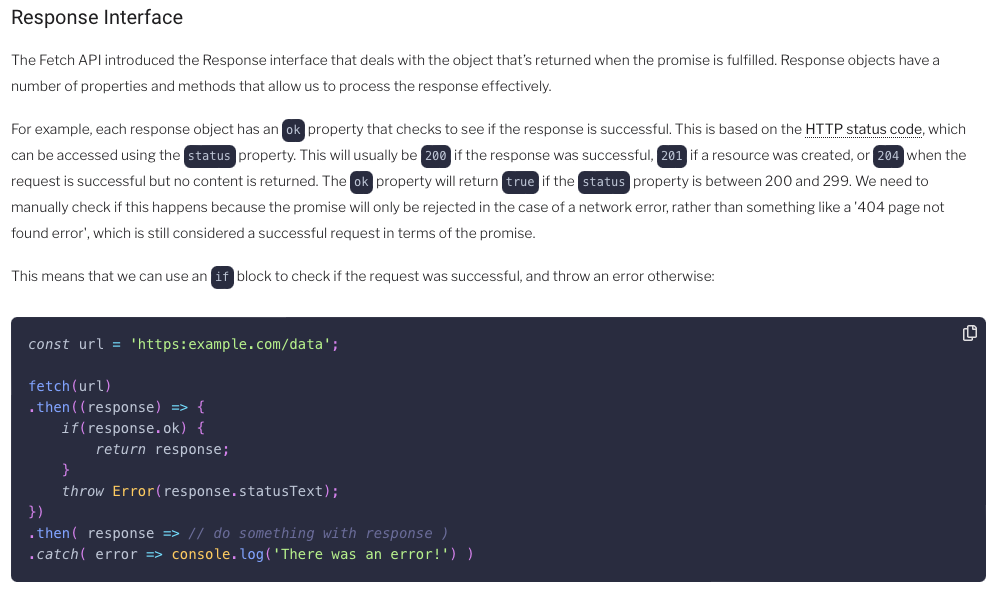 Response Interface
The Fetch API introduced the Response interface that deals with the object that's returned when the promise is fulfilled. Response objects have a
number of properties and methods that allow us to process the response effectively.
For example, each response object has an ok property that checks to see if the response is successful. This is based on the HTTP status code, which
can be accessed using the status property. This will usually be 200 if the response was successful, 201 if a resource was created, or 204 when the
request is successful but no content is returned. The ok property will return true if the status property is between 200 and 299. We need to
manually check if this happens because the promise will only be rejected in the case of a network error, rather than something like a '404 page not
found error', which is still considered a successful request in terms of the promise.
This means that we can use an if block to check if the request was successful, and throw an error otherwise:
const url = 'https:example.com/data';
fetch(url)
.then((response) => {
    if(response.ok) {
        return response;
    }
    throw Error(response.statusText);
})
.then( response => // do something with response )
.catch( error => console.log('There was an error!') )